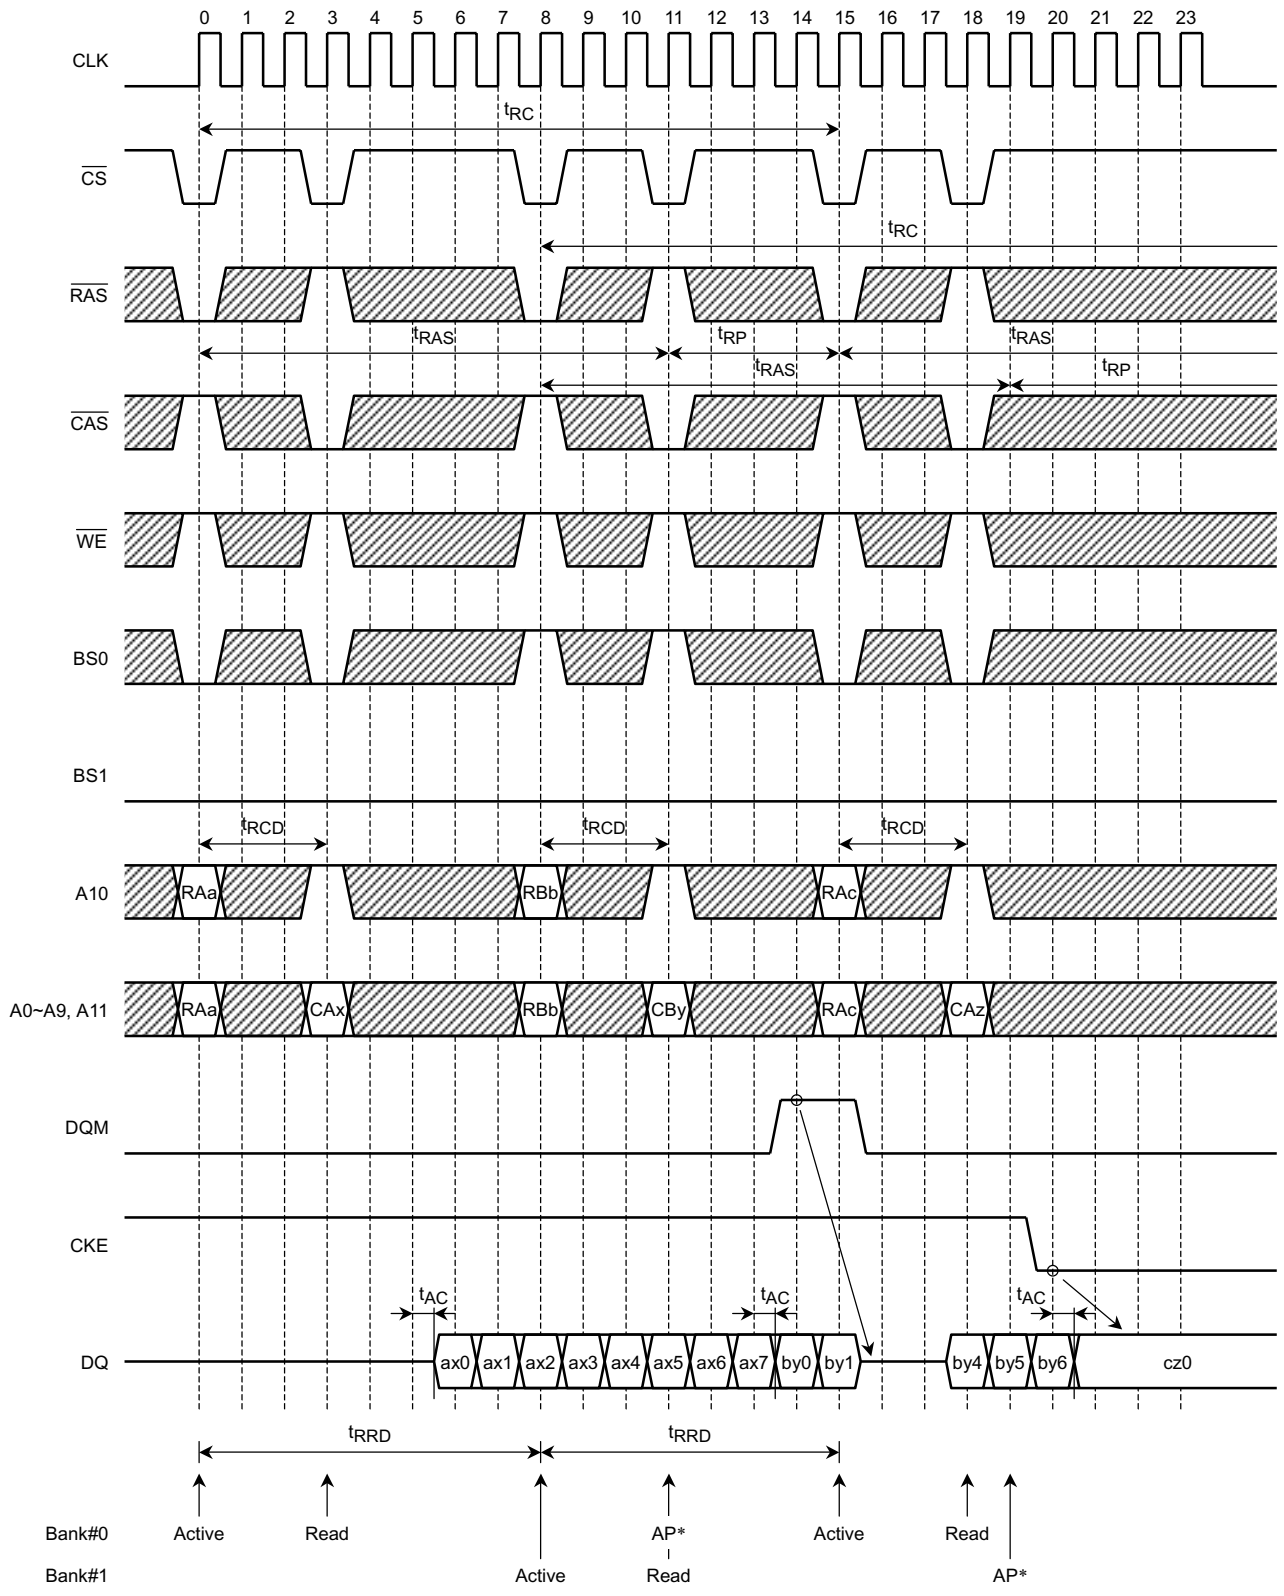 0 1 2 3 4 5 6 7 8 9 10 11 12 13 14 15 16 17 18 19 20 21 22 23
CLK
tRC
CS
tRC
RAS
tRAS tRP tRAS
tRAS tRP
CAS
WE
BS0
BS1
tRCD tRCD tRCD
A10 RAa RBb RAc
A0~A9, A11 RAa CAx RBb CBy RAc CAz
DQM
CKE
tAC tAC tAC
DQ ax0 ax1 ax2 ax3 ax4 ax5 ax6 ax7 by0 by1 by4 by5 by6 cz0
tRRD tRRD
Bank#0 Active Read AP* Active Read
Bank#1 Active Read AP*